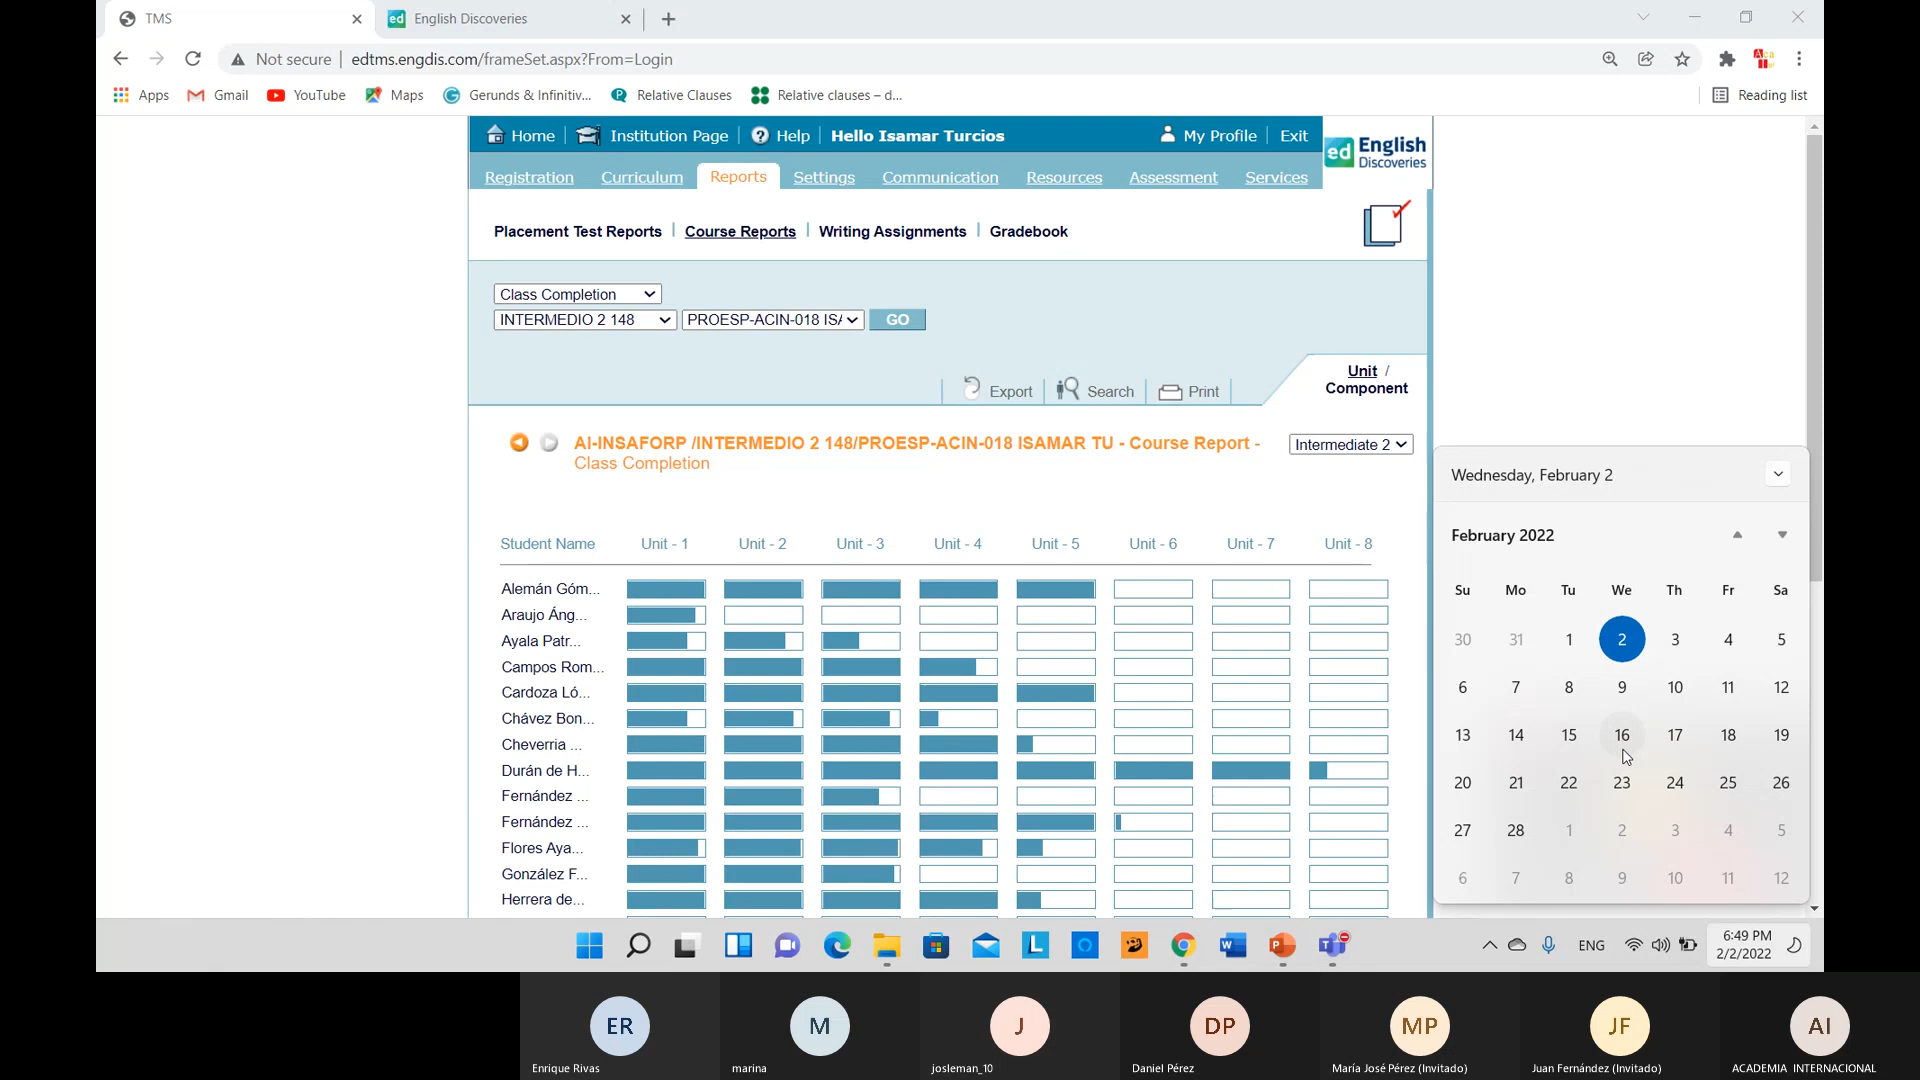 TMS
English Discoveries
Not secure
edtms.engdis.com/frameSet.aspx?From=Login
Apps
Gmail
YouTube
Maps
Gerunds & Infinitiv...
Relative Clauses
Relative clauses – d...
Reading list
Home
Institution Page
Help
Hello Isamar Turcios
My Profile
Exit
ed English Discoveries
Registration
Curriculum
Reports
Settings
Communication
Resources
Assessment
Services
Placement Test Reports
Course Reports
Writing Assignments
Gradebook
Class Completion
INTERMEDIO 2 148
PROESP-ACIN-018 IS
GO
Export
Search
Print
Unit /
Component
AI-INSAFORP /INTERMEDIO 2 148/PROESP-ACIN-018 ISAMAR TU - Course Report -
Class Completion
Intermediate 2
Student Name Unit - 1 Unit - 2 Unit - 3 Unit - 4 Unit - 5 Unit - 6 Unit - 7 Unit - 8
Alemán Góm...
Araujo Áng...
Ayala Patr...
Campos Rom...
Cardoza Ló...
Chávez Bon...
Cheverria ...
Durán de H...
Fernández ...
Fernández ...
Flores Aya...
González F...
Herrera de...
Wednesday, February 2
February 2022
Su Mo Tu We Th Fr Sa
30 31 1 2 3 4 5
6 7 8 9 10 11 12
13 14 15 16 17 18 19
20 21 22 23 24 25 26
27 28 1 2 3 4 5
6 7 8 9 10 11 12
ENG
6:49 PM
2/2/2022
ER
Enrique Rivas
M
marina
J
josleman_10
DP
Daniel Pérez
MP
María José Pérez (Invitado)
JF
Juan Fernández (Invitado)
AI
ACADEMIA INTERNACIONAL